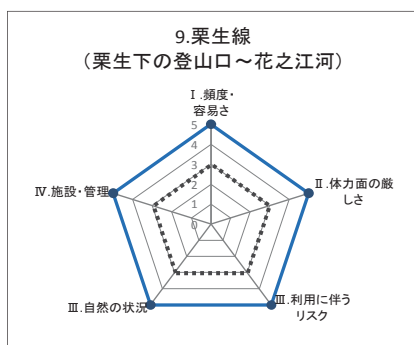 9.栗生線
(栗生下の登山口～花之江河)
Ⅰ.頻度・
容易さ
5
4
3
2
1
0
Ⅱ.体力面の厳
しさ
Ⅳ.施設・管理
Ⅲ.自然の状況
Ⅲ.利用に伴う
リスク